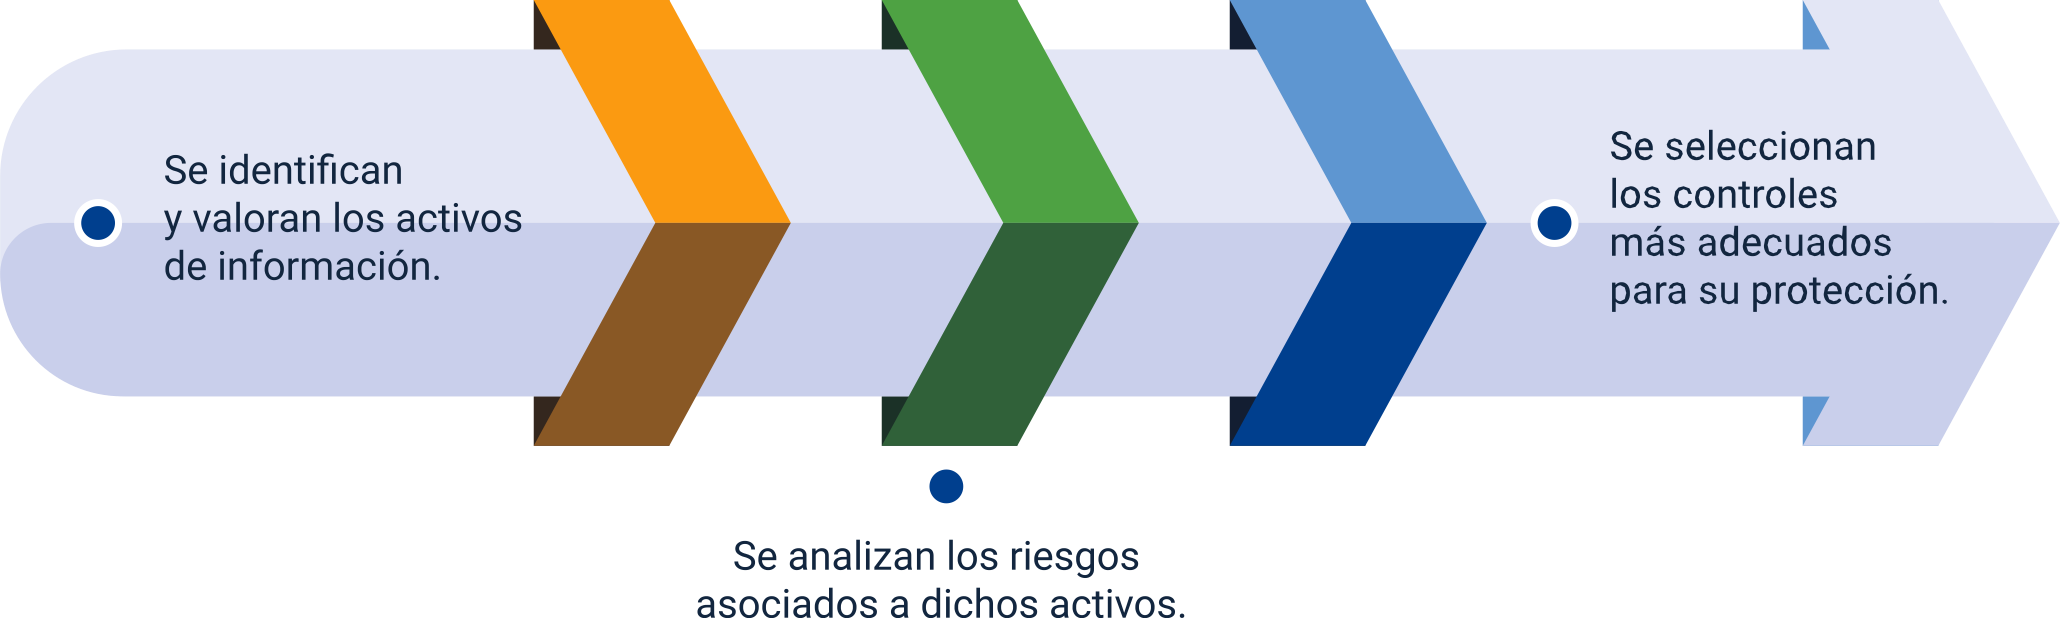 Se identifican
y valoran los activos
de información.
Se analizan los riesgos
asociados a dichos activos.
Se seleccionan
los controles
más adecuados
para su protección.